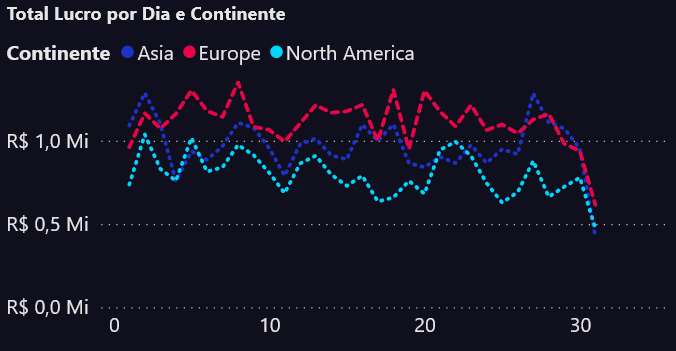 Total Lucro por Dia e Continente
Continente Asia Europe North America
R$ 1,0 Mi
R$ 0,5 Mi
R$ 0,0 Mi
0 10 20 30